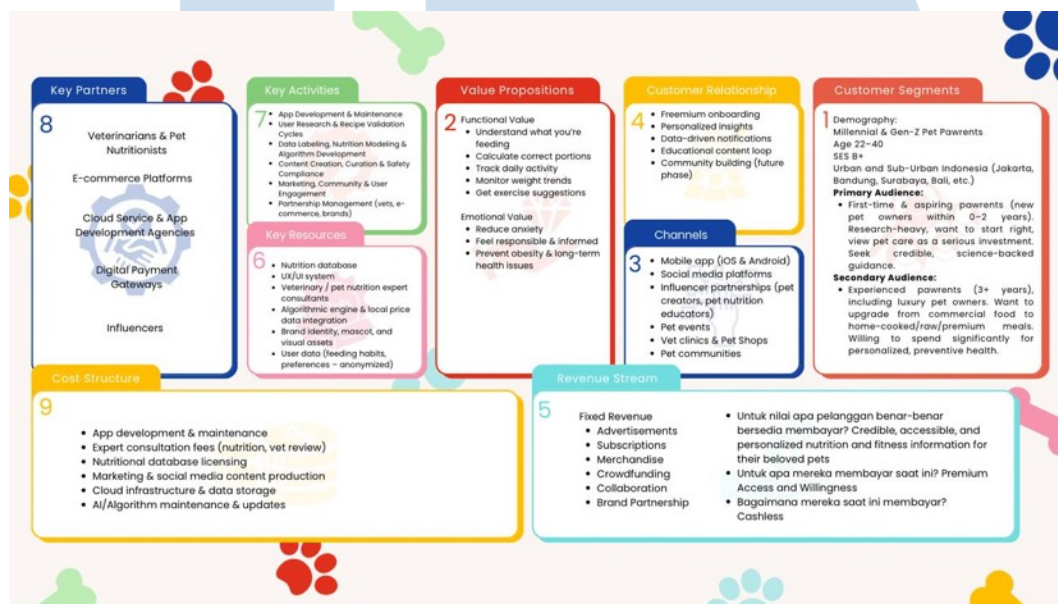 Key Partners
8
Veterinarians & Pet
Nutritionists
E-commerce Platforms
Cloud Service & App
Development Agencies
Digital Payment
Gateways
Influencers
Key Activities
7
App Development & Maintenance
User Research & Recipe Validation
Cycles
Data Labeling, Nutrition Modeling &
Algorithm Development
Content Creation, Curation & Safety
Compliance
Marketing, Community & User
Engagement
Partnership Management (vets, e-
commerce, brands)
Key Resources
6
Nutrition database
UX/UI system
Veterinary / pet nutrition expert
consultants
Algorithmic engine & local price
data integration
Brand identity, mascot, and
visual assets
User data (feeding habits,
preferences – anonymized)
Value Propositions
2
Functional Value
Understand what you're
feeding
Calculate correct portions
Track daily activity
Monitor weight trends
Get exercise suggestions
Emotional Value
Reduce anxiety
Feel responsible & informed
Prevent obesity & long-term
health issues
Customer Relationship
4
Freemium onboarding
Personalized insights
Data-driven notifications
Educational content loop
Community building (future
phase)
Channels
3
Mobile app (iOS & Android)
Social media platforms
Influencer partnerships (pet
creators, pet nutrition
educators)
Pet events
Vet clinics & Pet Shops
Pet communities
Customer Segments
1
Demography:
Millennial & Gen-Z Pet Pawrents
Age 22–40
SES B+
Urban and Sub-Urban Indonesia (Jakarta,
Bandung, Surabaya, Bali, etc.)
Primary Audience:
First-time & aspiring pawrents (new
pet owners within 0–2 years).
Research-heavy, want to start right,
view pet care as a serious investment.
Seek credible, science-backed
guidance.
Secondary Audience:
Experienced pawrents (3+ years),
including luxury pet owners. Want to
upgrade from commercial food to
home-cooked/raw/premium meals.
Willing to spend significantly for
personalized, preventive health.
Cost Structure
9
App development & maintenance
Expert consultation fees (nutrition, vet review)
Nutritional database licensing
Marketing & social media content production
Cloud infrastructure & data storage
AI/Algorithm maintenance & updates
Revenue Stream
5
Fixed Revenue
Advertisements
Subscriptions
Merchandise
Crowdfunding
Collaboration
Brand Partnership
Untuk nilai apa pelanggan benar-benar
bersedia membayar? Credible, accessible, and
personalized nutrition and fitness information for
their beloved pets
Untuk apa mereka membayar saat ini? Premium
Access and Willingness
Bagaimana mereka saat ini membayar?
Cashless